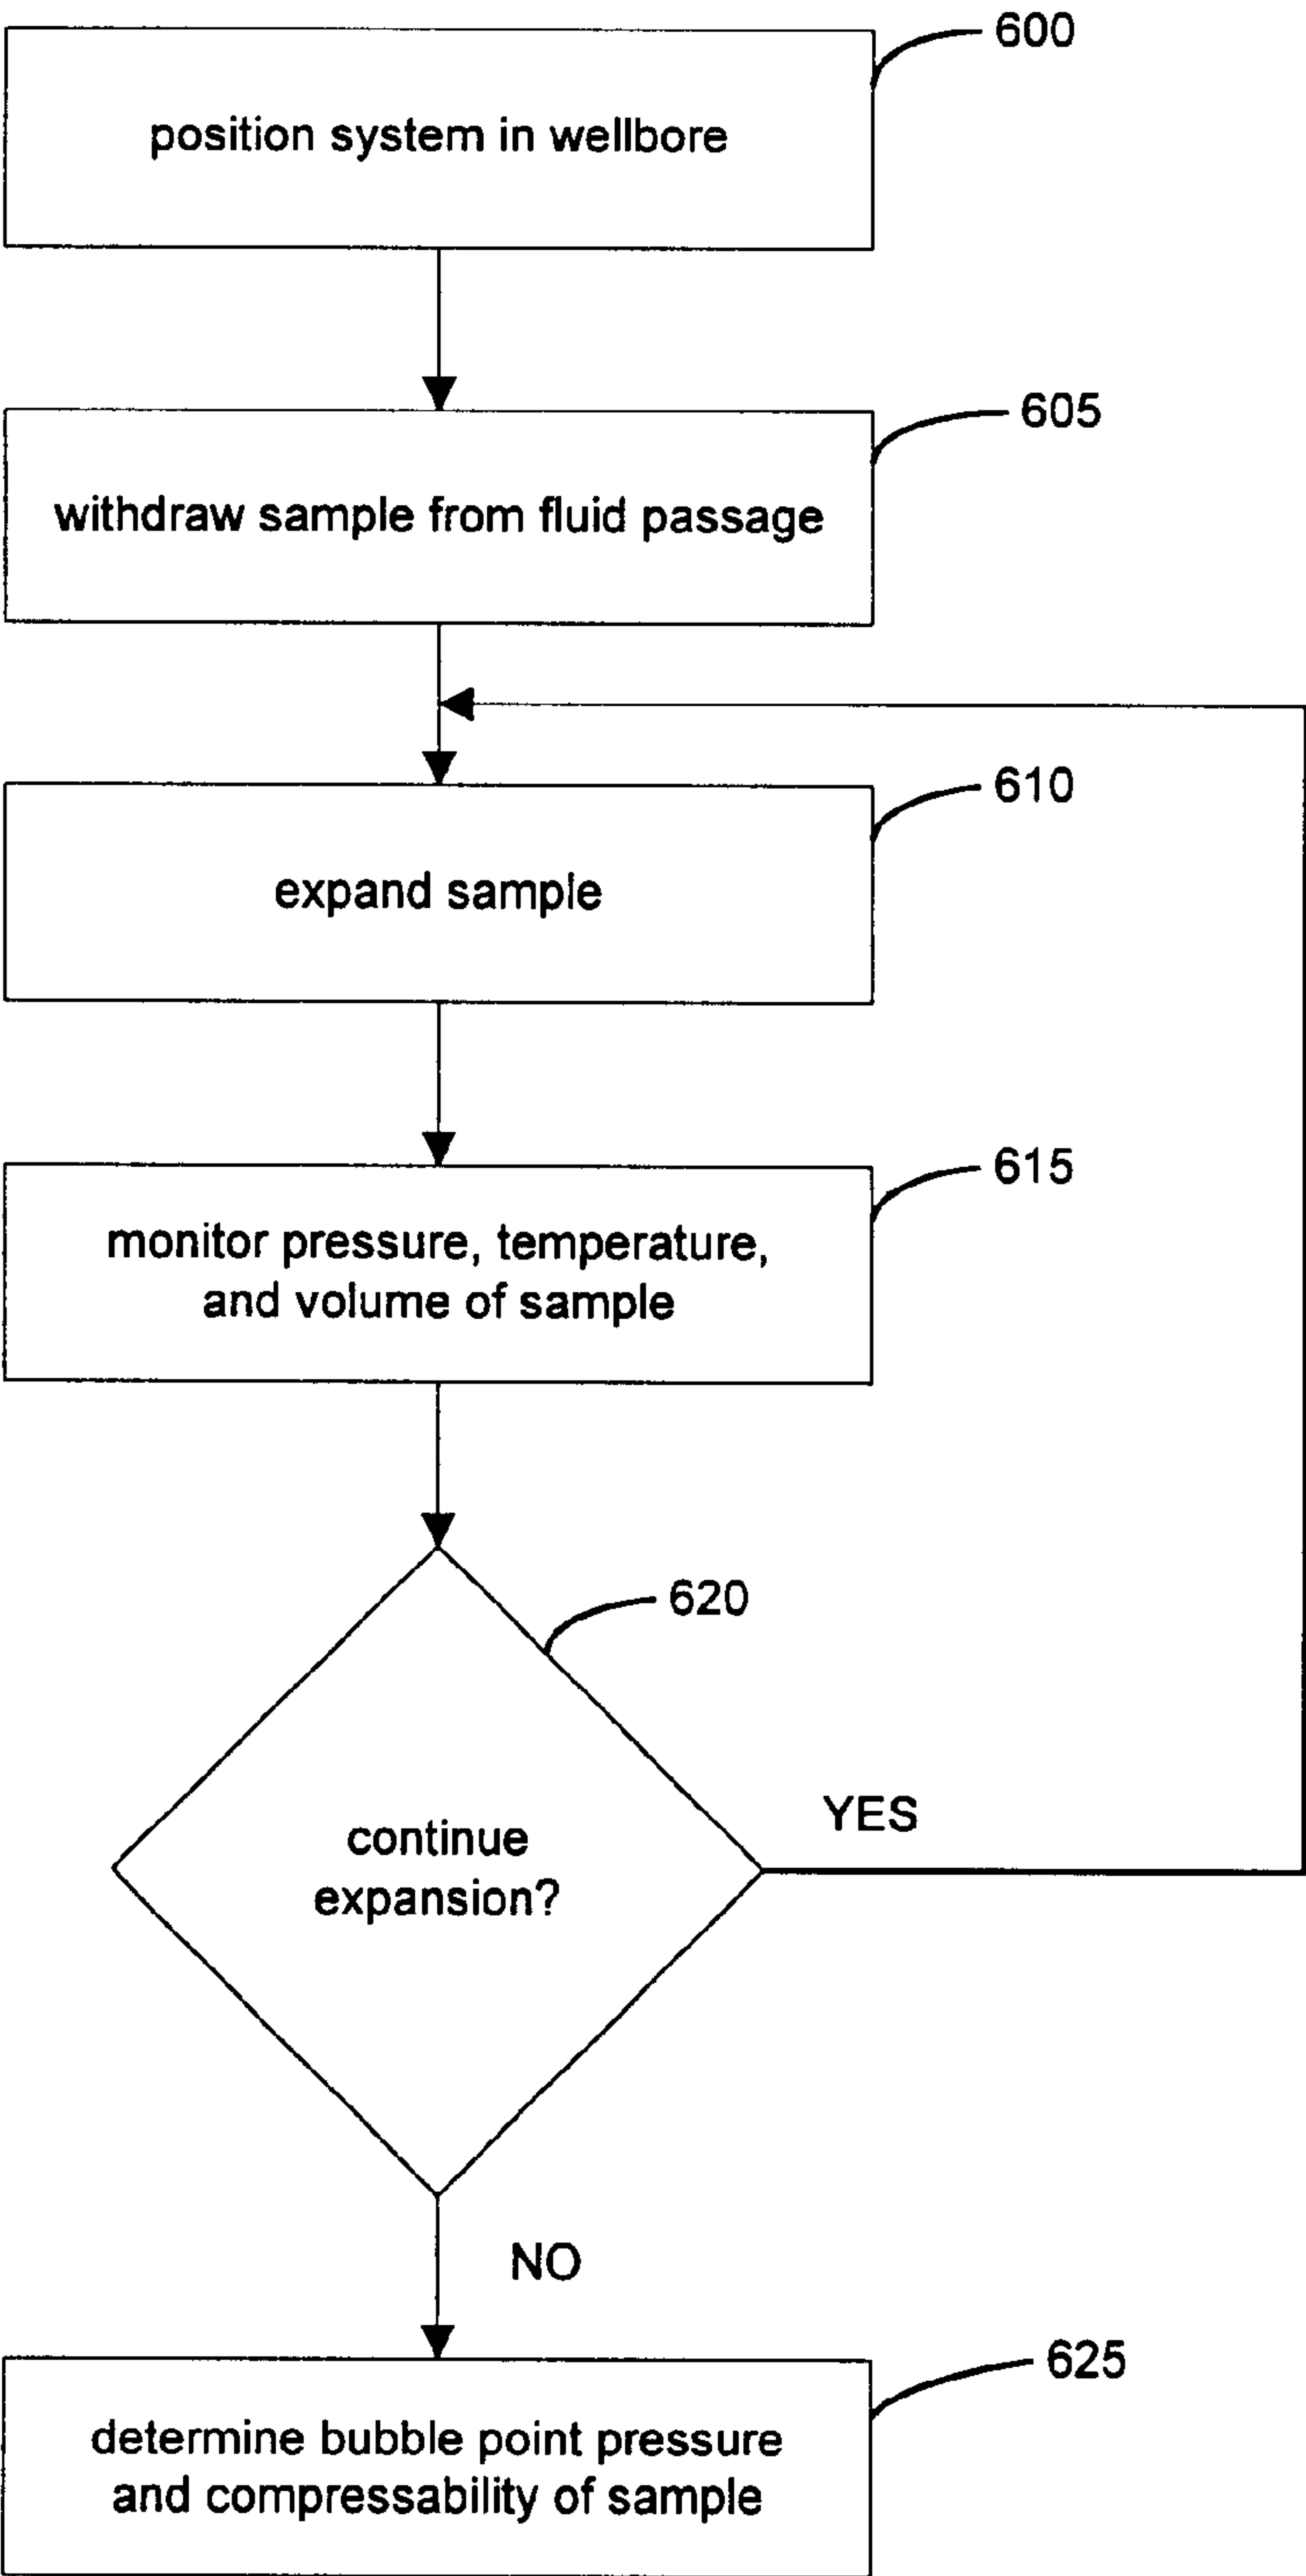 600
position system in wellbore
605
withdraw sample from fluid passage
610
expand sample
615
monitor pressure, temperature,
and volume of sample
620
continue
expansion?
YES
NO
625
determine bubble point pressure
and compressability of sample